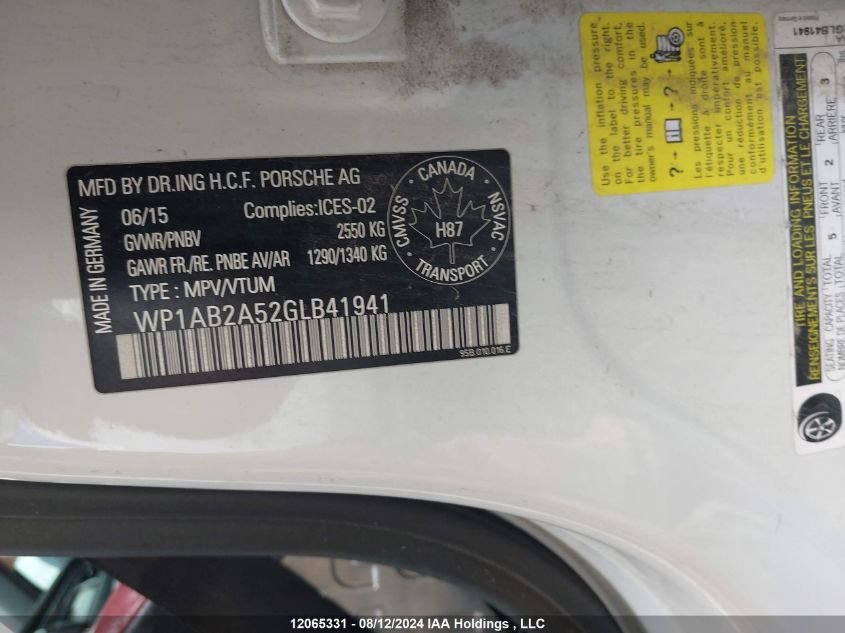 MFD BY DR.ING H.C.F. PORSCHE AG
06/15 Complies:ICES-02
GVWR/PNBV 2550 KG
GAWR FR./RE. PNBE AV/AR 1290/1340 KG
TYPE : MPV/VTUM
WP1AB2A52GLB41941
MADE IN GERMANY
95B.010.016.E
CANADA
CMVSS
NSVAC
H87
TRANSPORT
Use the inflation pressure
on the label to the right.
For better driving comfort,
the tire pressures in the
owner's manual may be used.
? → i → ? →
Les pressions indiquées sur
l'étiquette à droite sont à
respecter impérativement.
Pour un confort amélioré,
une réduction de pression
conformément au manuel
d'utilisation est possible.
GLB41941
TIRE AND LOADING INFORMATION
RENSEIGNEMENTS SUR LES PNEUS ET LE CHARGEMENT
SEATING CAPACITY TOTAL 5 FRONT 2 REAR 3
NOMBRE DE PLACES TOTAL AVANT ARRIÈRE
12065331 - 08/12/2024 IAA Holdings , LLC